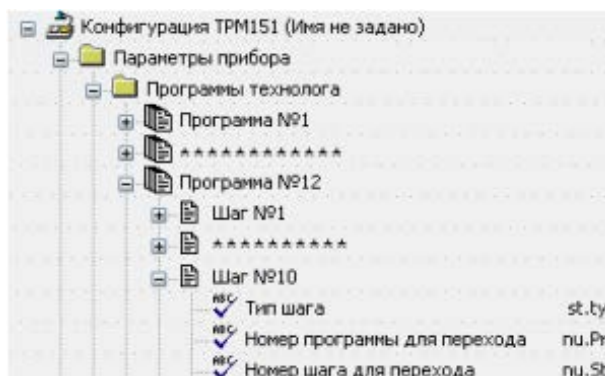 Конфигурация ТРМ151 (Имя не задано)
Параметры прибора
Программы технолога
Программа №1
************
Программа №12
Шаг №1
**********
Шаг №10
Тип шага st.ty
Номер программы для перехода nu.Pr
Номер шага для перехода nu.St